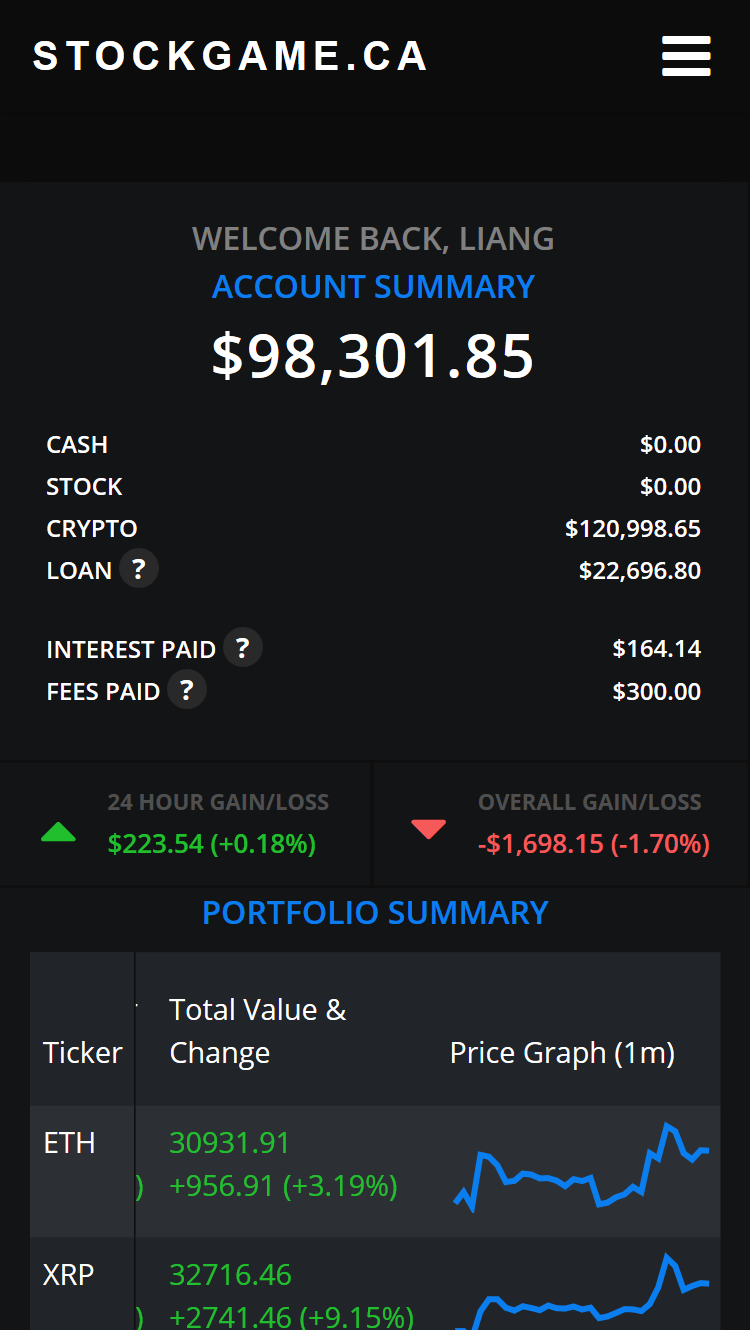 STOCKGAME.CA
WELCOME BACK, LIANG
ACCOUNT SUMMARY
$98,301.85
CASH $0.00
STOCK $0.00
CRYPTO $120,998.65
LOAN ? $22,696.80
INTEREST PAID ? $164.14
FEES PAID ? $300.00
24 HOUR GAIN/LOSS
$223.54 (+0.18%)
OVERALL GAIN/LOSS
-$1,698.15 (-1.70%)
PORTFOLIO SUMMARY
Ticker Total Value & Change Price Graph (1m)
ETH 30931.91
) +956.91 (+3.19%)
XRP 32716.46
) +2741.46 (+9.15%)